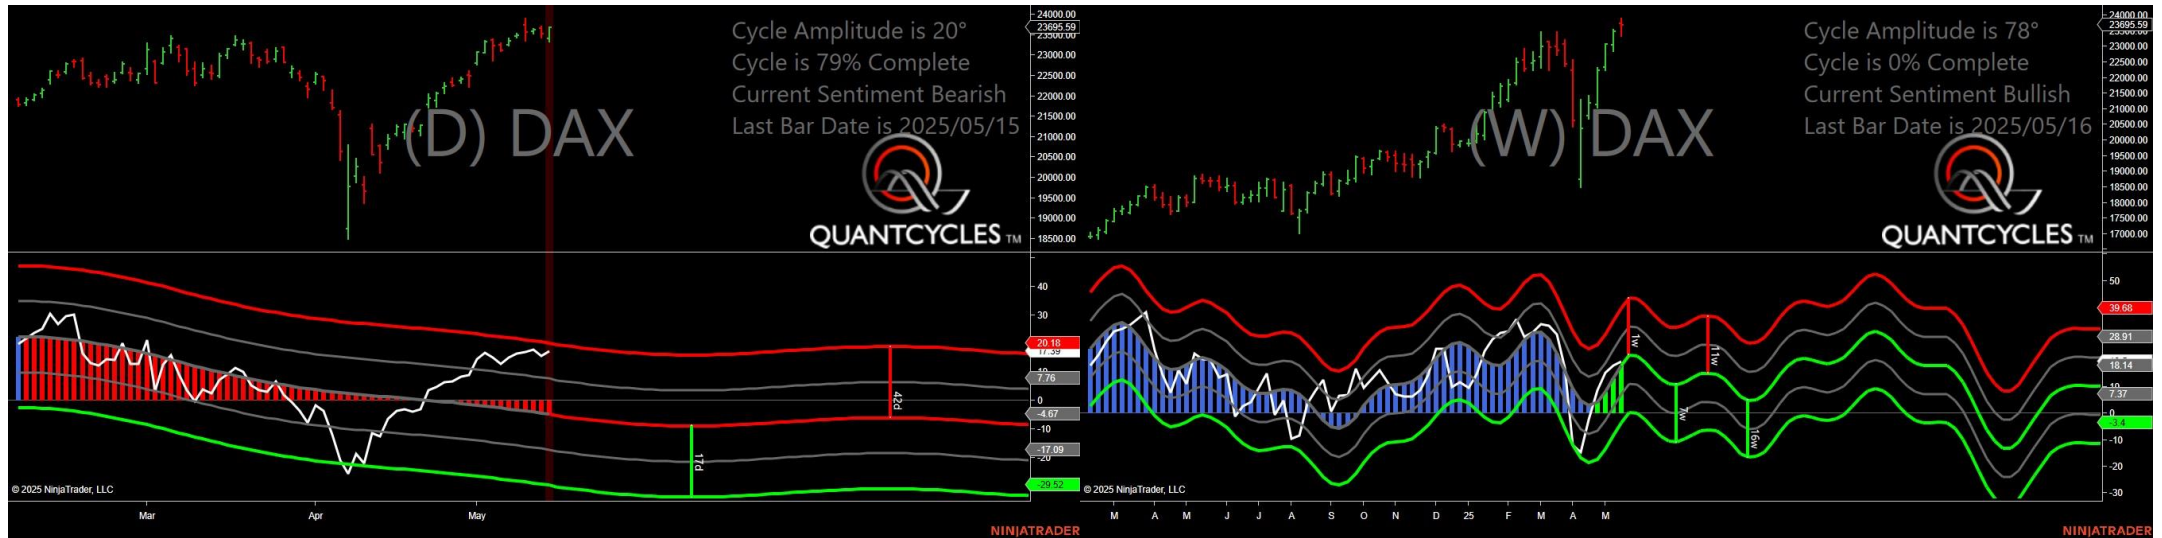 Cycle Amplitude is 20°
Cycle is 79% Complete
Current Sentiment Bearish
Last Bar Date is 2025/05/15
(D) DAX
QUANTCYCLES TM
24000.00
23695.59
23500.00
23000.00
22500.00
22000.00
21500.00
21000.00
20500.00
20000.00
19500.00
19000.00
18500.00
40
30
20.18
17.39
7.76
0
-4.67
-10
-17.09
-29.52
42d
17d
© 2025 NinjaTrader, LLC
Mar
Apr
May
NINJATRADER
Cycle Amplitude is 78°
Cycle is 0% Complete
Current Sentiment Bullish
Last Bar Date is 2025/05/16
(W) DAX
QUANTCYCLES TM
24000.00
23695.59
23000.00
22500.00
22000.00
21500.00
21000.00
20500.00
20000.00
19500.00
19000.00
18500.00
18000.00
17500.00
17000.00
50
39.68
28.91
18.14
10
7.37
0
-3.4
-10
-20
-30
1w
11w
7w
16w
© 2025 NinjaTrader, LLC
M
A
M
J
J
A
S
O
N
D
25
F
M
A
M
NINJATRADER